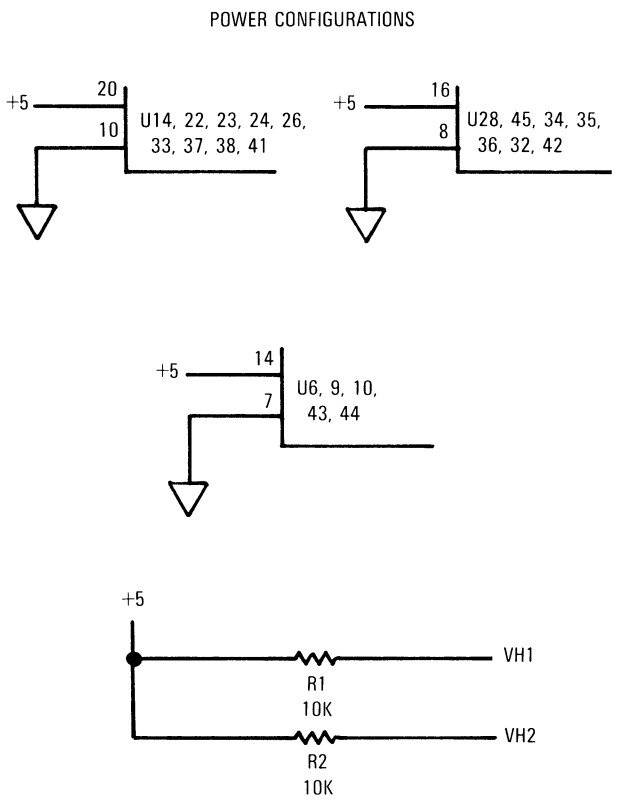 POWER CONFIGURATIONS
+5
20
10
U14, 22, 23, 24, 26,
33, 37, 38, 41
+5
16
8
U28, 45, 34, 35,
36, 32, 42
+5
14
7
U6, 9, 10,
43, 44
+5
VH1
R1
10K
VH2
R2
10K